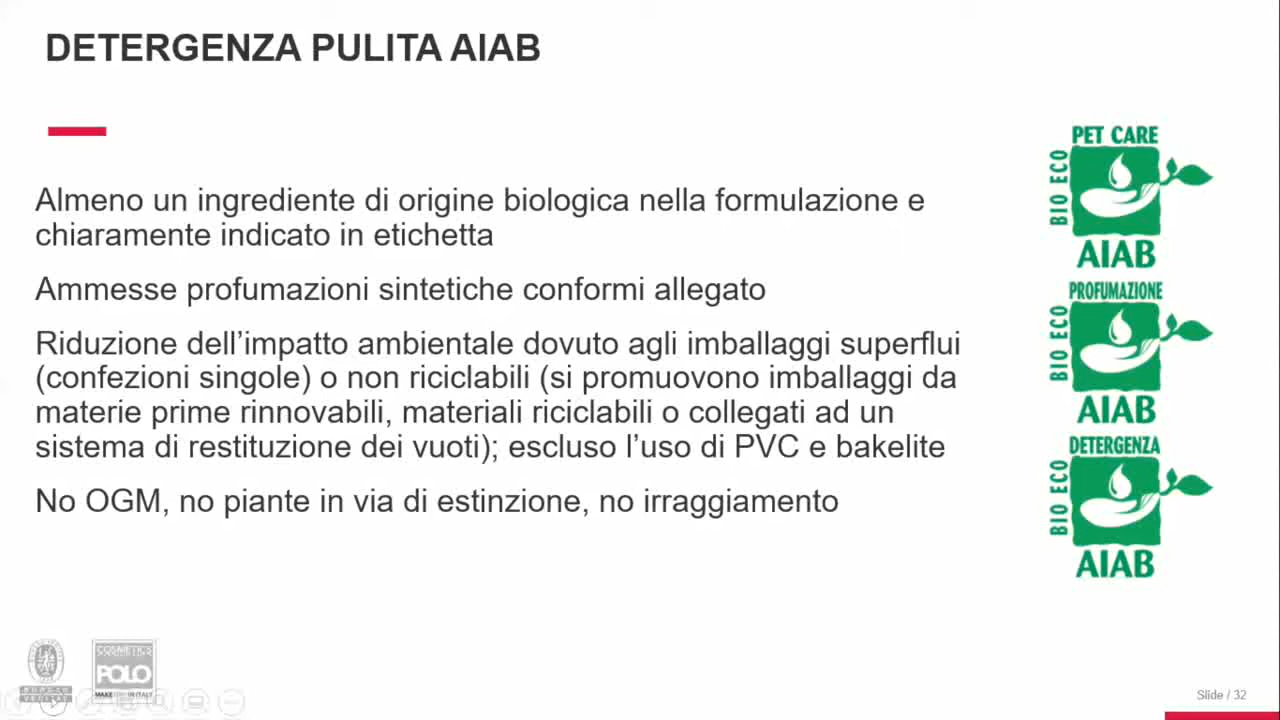 DETERGENZA PULITA AIAB
Almeno un ingrediente di origine biologica nella formulazione e
chiaramente indicato in etichetta
Ammesse profumazioni sintetiche conformi allegato
Riduzione dell'impatto ambientale dovuto agli imballaggi superflui
(confezioni singole) o non riciclabili (si promuovono imballaggi da
materie prime rinnovabili, materiali riciclabili o collegati ad un
sistema di restituzione dei vuoti); escluso l'uso di PVC e bakelite
No OGM, no piante in via di estinzione, no irraggiamento
PET CARE
BIO ECO
AIAB
PROFUMAZIONE
BIO ECO
AIAB
DETERGENZA
BIO ECO
AIAB
COSMETICS
POLO
Slide / 32